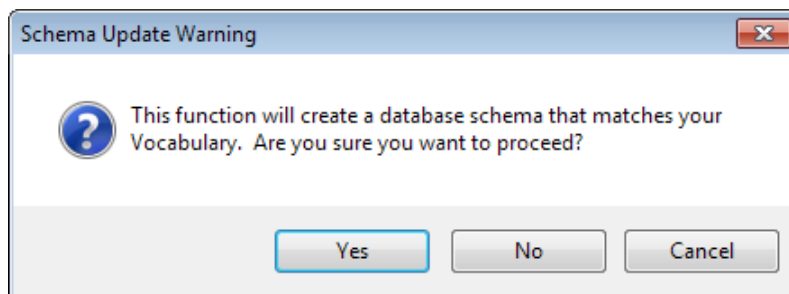 Schema Update Warning
This function will create a database schema that matches your
Vocabulary.  Are you sure you want to proceed?
Yes
No
Cancel